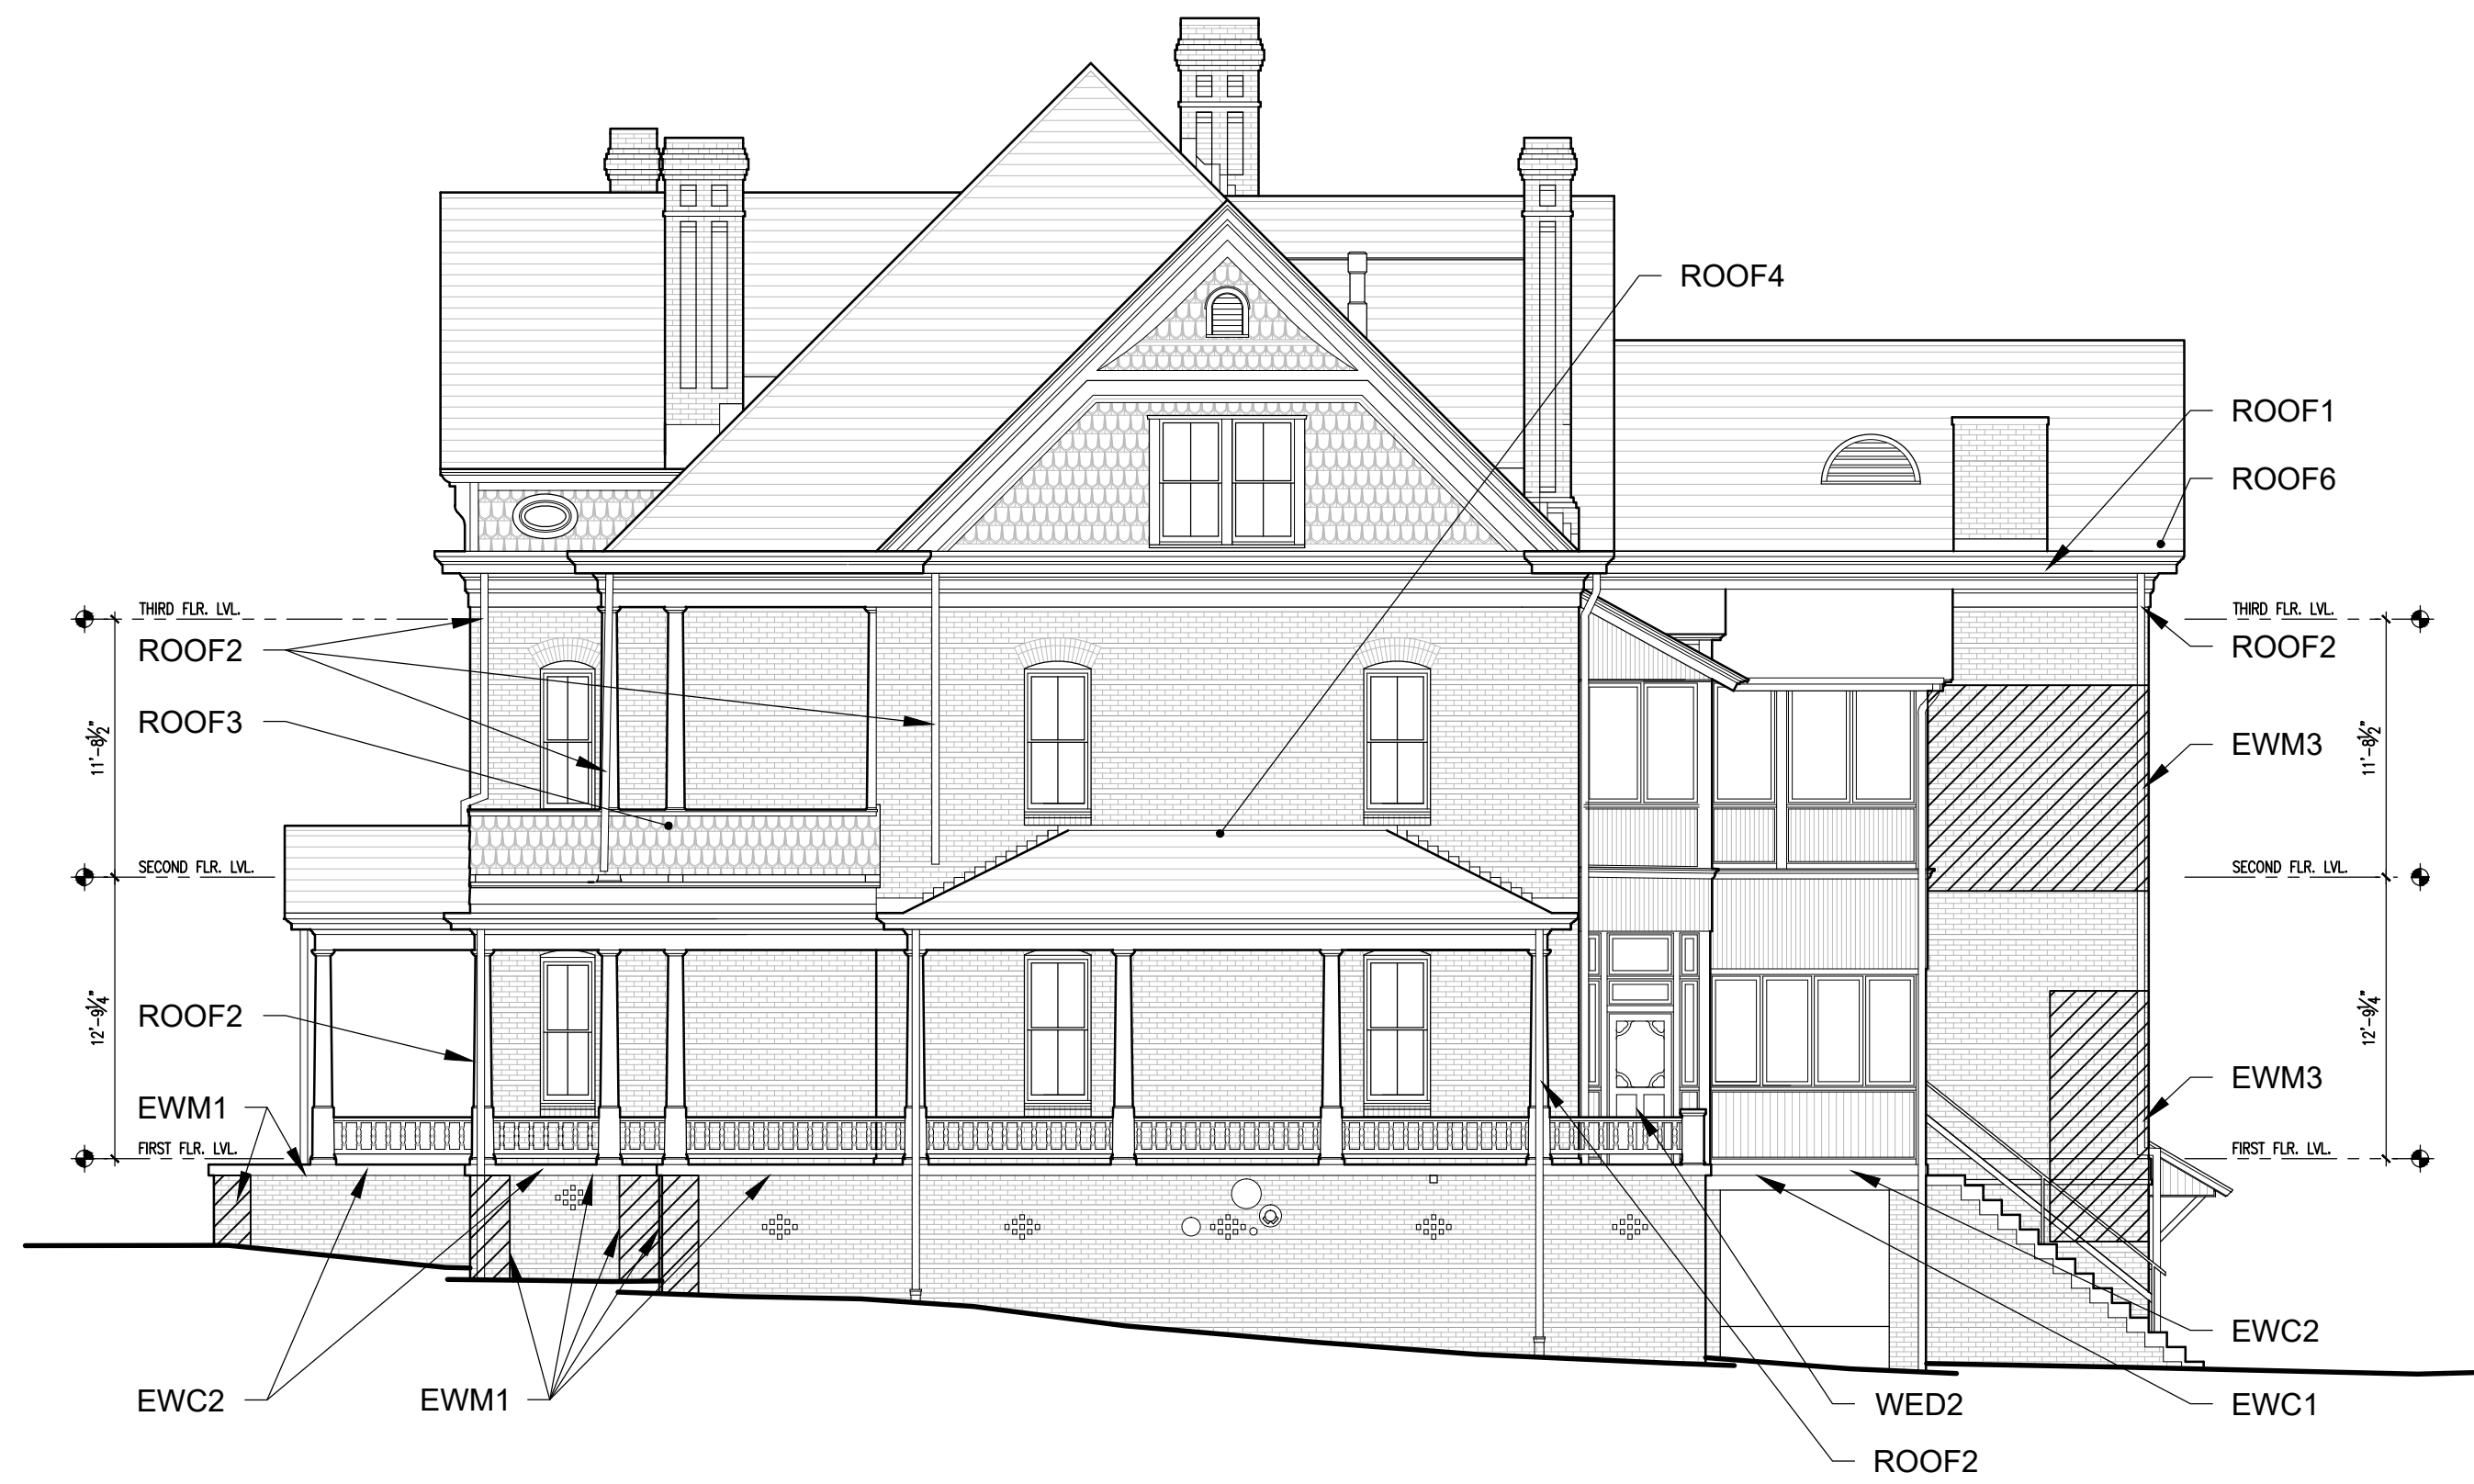 ROOF4
ROOF1
ROOF6
THIRD FLR. LVL.
THIRD FLR. LVL.
ROOF2
ROOF2
ROOF3
11'-8½"
11'-8½"
EWM3
SECOND FLR. LVL.
SECOND FLR. LVL.
ROOF2
12'-9¼"
12'-9¼"
EWM3
EWM1
FIRST FLR. LVL.
FIRST FLR. LVL.
EWC2
EWC2
EWM1
WED2
EWC1
ROOF2